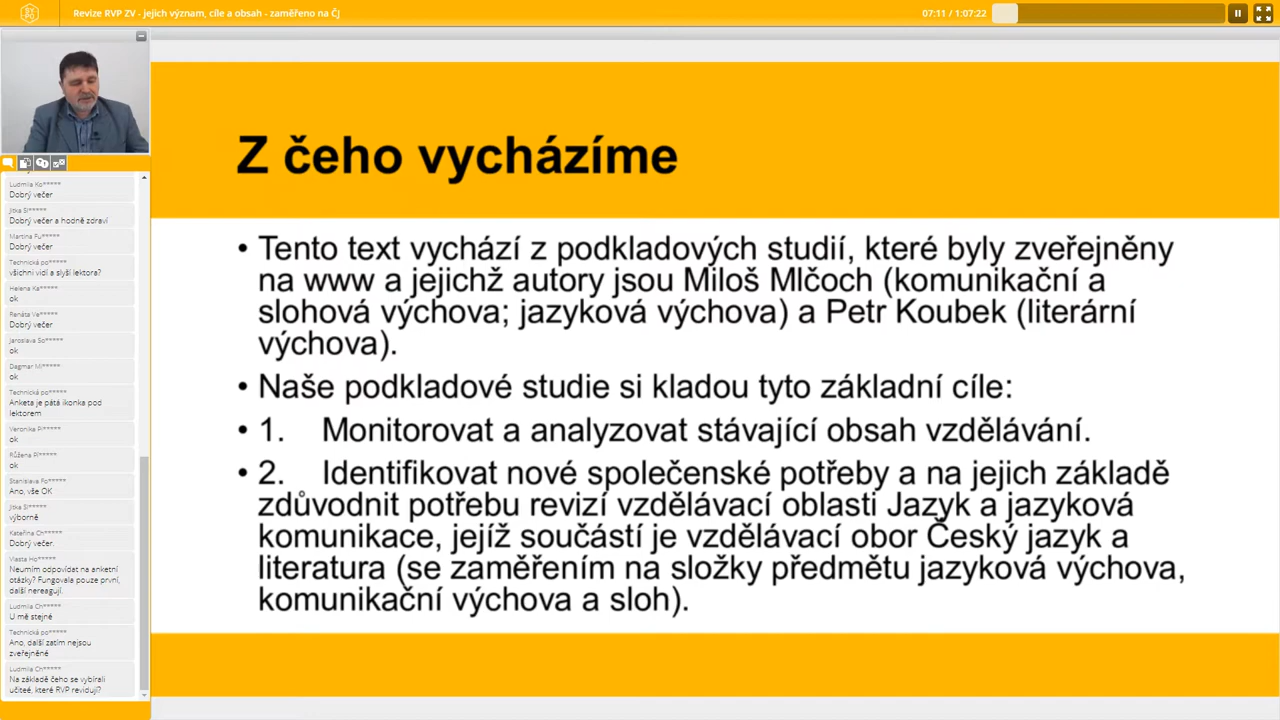 Revize RVP ZV - jejich význam, cíle a obsah - zaměřeno na ČJ
07:11 / 1:07:22
Z čeho vycházíme
• Tento text vychází z podkladových studií, které byly zveřejněny
na www a jejichž autory jsou Miloš Mlčoch (komunikační a
slohová výchova; jazyková výchova) a Petr Koubek (literární
výchova).
• Naše podkladové studie si kladou tyto základní cíle:
• 1. Monitorovat a analyzovat stávající obsah vzdělávání.
• 2. Identifikovat nové společenské potřeby a na jejich základě
zdůvodnit potřebu revizí vzdělávací oblasti Jazyk a jazyková
komunikace, jejíž součástí je vzdělávací obor Český jazyk a
literatura (se zaměřením na složky předmětu jazyková výchova,
komunikační výchova a sloh).
Ludmila Ko*****
Dobrý večer
Jitka Sl*****
Dobrý večer a hodně zdraví
Martina Fu*****
Dobrý večer
Technická po*****
všichni vidí a slyší lektora?
Helena Ka*****
ok
Renáta Ve*****
Dobrý večer
Jaroslava So*****
ok
Dagmar Mi*****
ok
Technická po*****
Anketa je pátá ikonka pod
lektorem
Veronika Pi*****
ok
Růžena Pí*****
ok
Stanislava Fo*****
Ano, vše OK
Jitka Sl*****
výborně
Kateřina Ch*****
Dobrý večer.
Vlasta Ho*****
Neumím odpovídat na anketní
otázky? Fungovala pouze první,
další nereagují.
Ludmila Ch*****
U mě stejné
Technická po*****
Ano, další zatím nejsou
zveřejněné
Ludmila Ch*****
Na základě čeho se vybírali
učiteé, které RVP revidují?